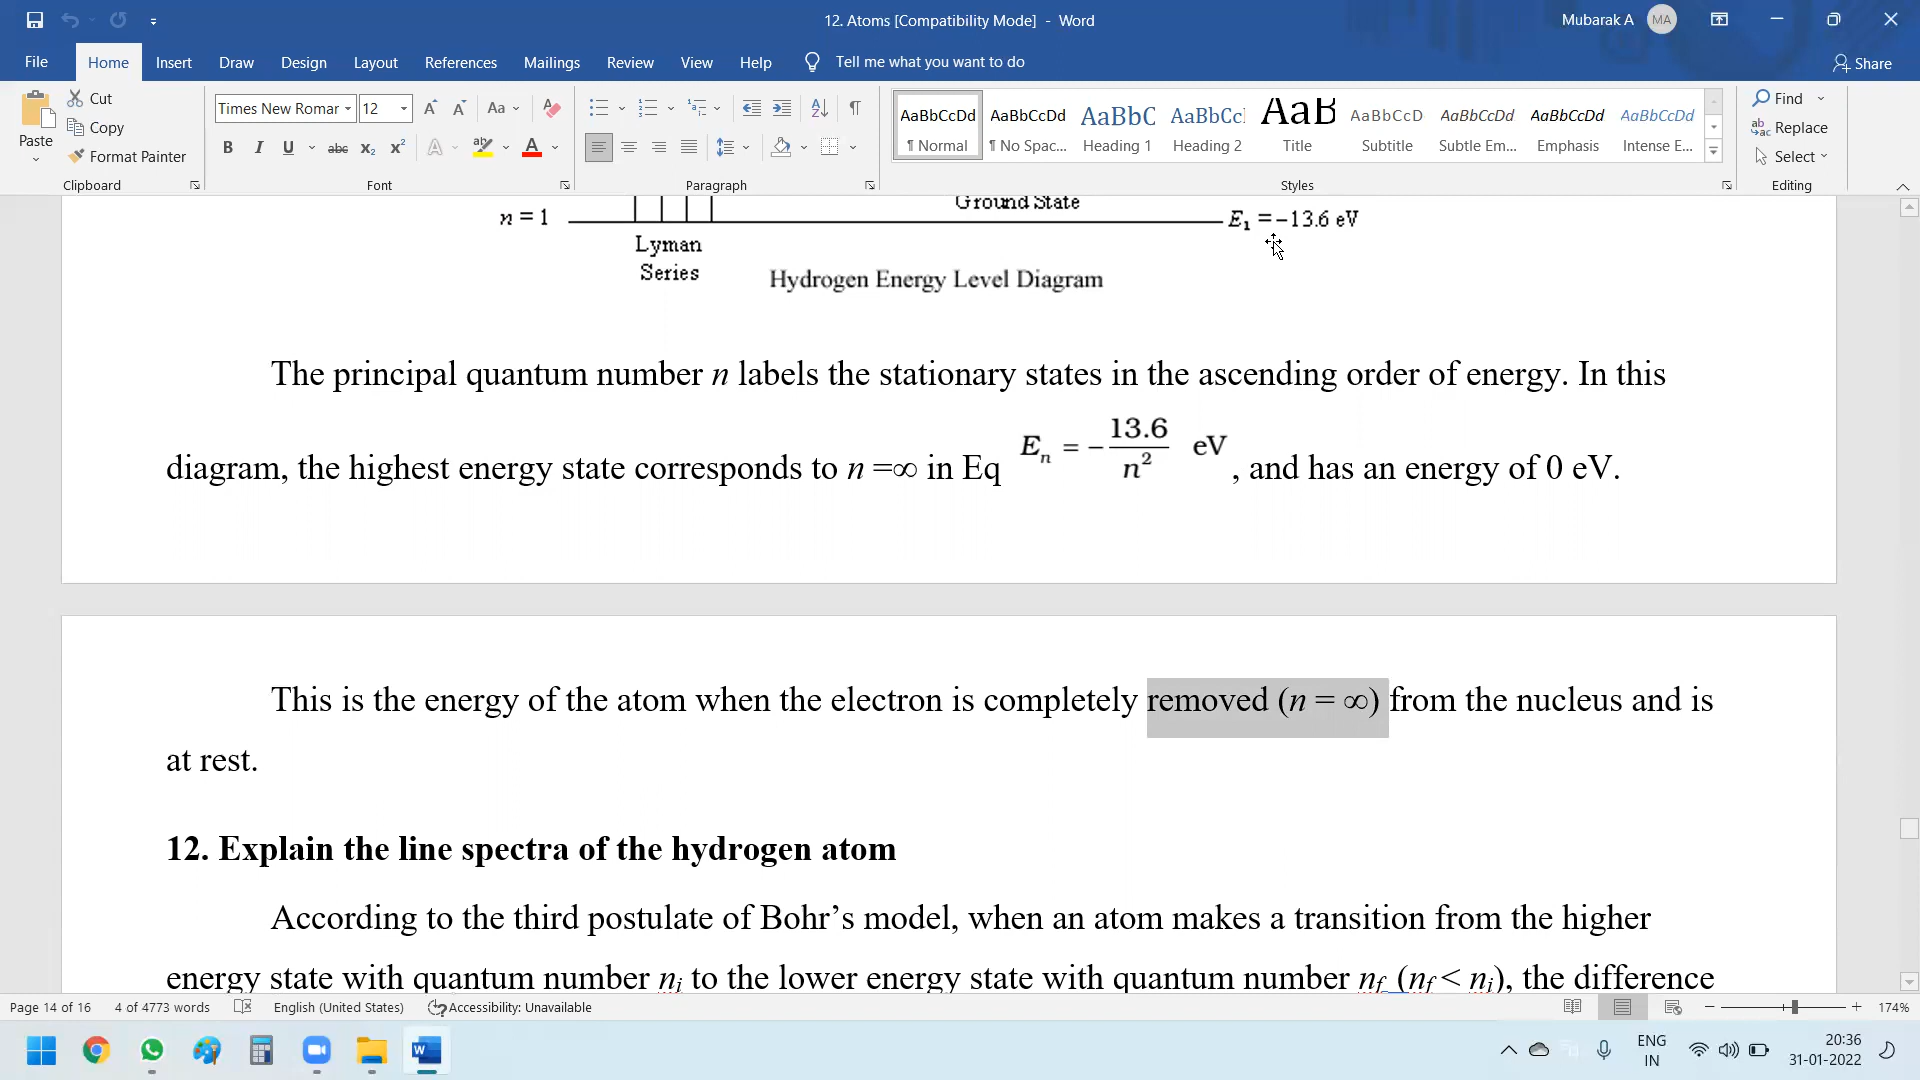 12. Atoms [Compatibility Mode] - Word
Mubarak A
MA
File Home Insert Draw Design Layout References Mailings Review View Help Tell me what you want to do
Share
Paste
Cut
Copy
Format Painter
Clipboard
Times New Roman 12
Aa
B I U abc x₂ x² A A
Font
Paragraph
AaBbCcDd AaBbCcDd AaBbC AaBbCc AaB AaBbCcD AaBbCcDd AaBbCcDd AaBbCcDd
¶ Normal ¶ No Spac... Heading 1 Heading 2 Title Subtitle Subtle Em... Emphasis Intense E...
Styles
Find
Replace
Select
Editing
Ground State
n = 1
E₁ = −13.6 eV
Lyman
Series
Hydrogen Energy Level Diagram
The principal quantum number n labels the stationary states in the ascending order of energy. In this
diagram, the highest energy state corresponds to n =∞ in Eq Eₙ = −13.6/n² eV, and has an energy of 0 eV.
This is the energy of the atom when the electron is completely removed (n = ∞) from the nucleus and is
at rest.
12. Explain the line spectra of the hydrogen atom
According to the third postulate of Bohr’s model, when an atom makes a transition from the higher
energy state with quantum number nᵢ to the lower energy state with quantum number n_f (n_f < nᵢ), the difference
Page 14 of 16 4 of 4773 words English (United States) Accessibility: Unavailable
174%
ENG
IN
20:36
31-01-2022